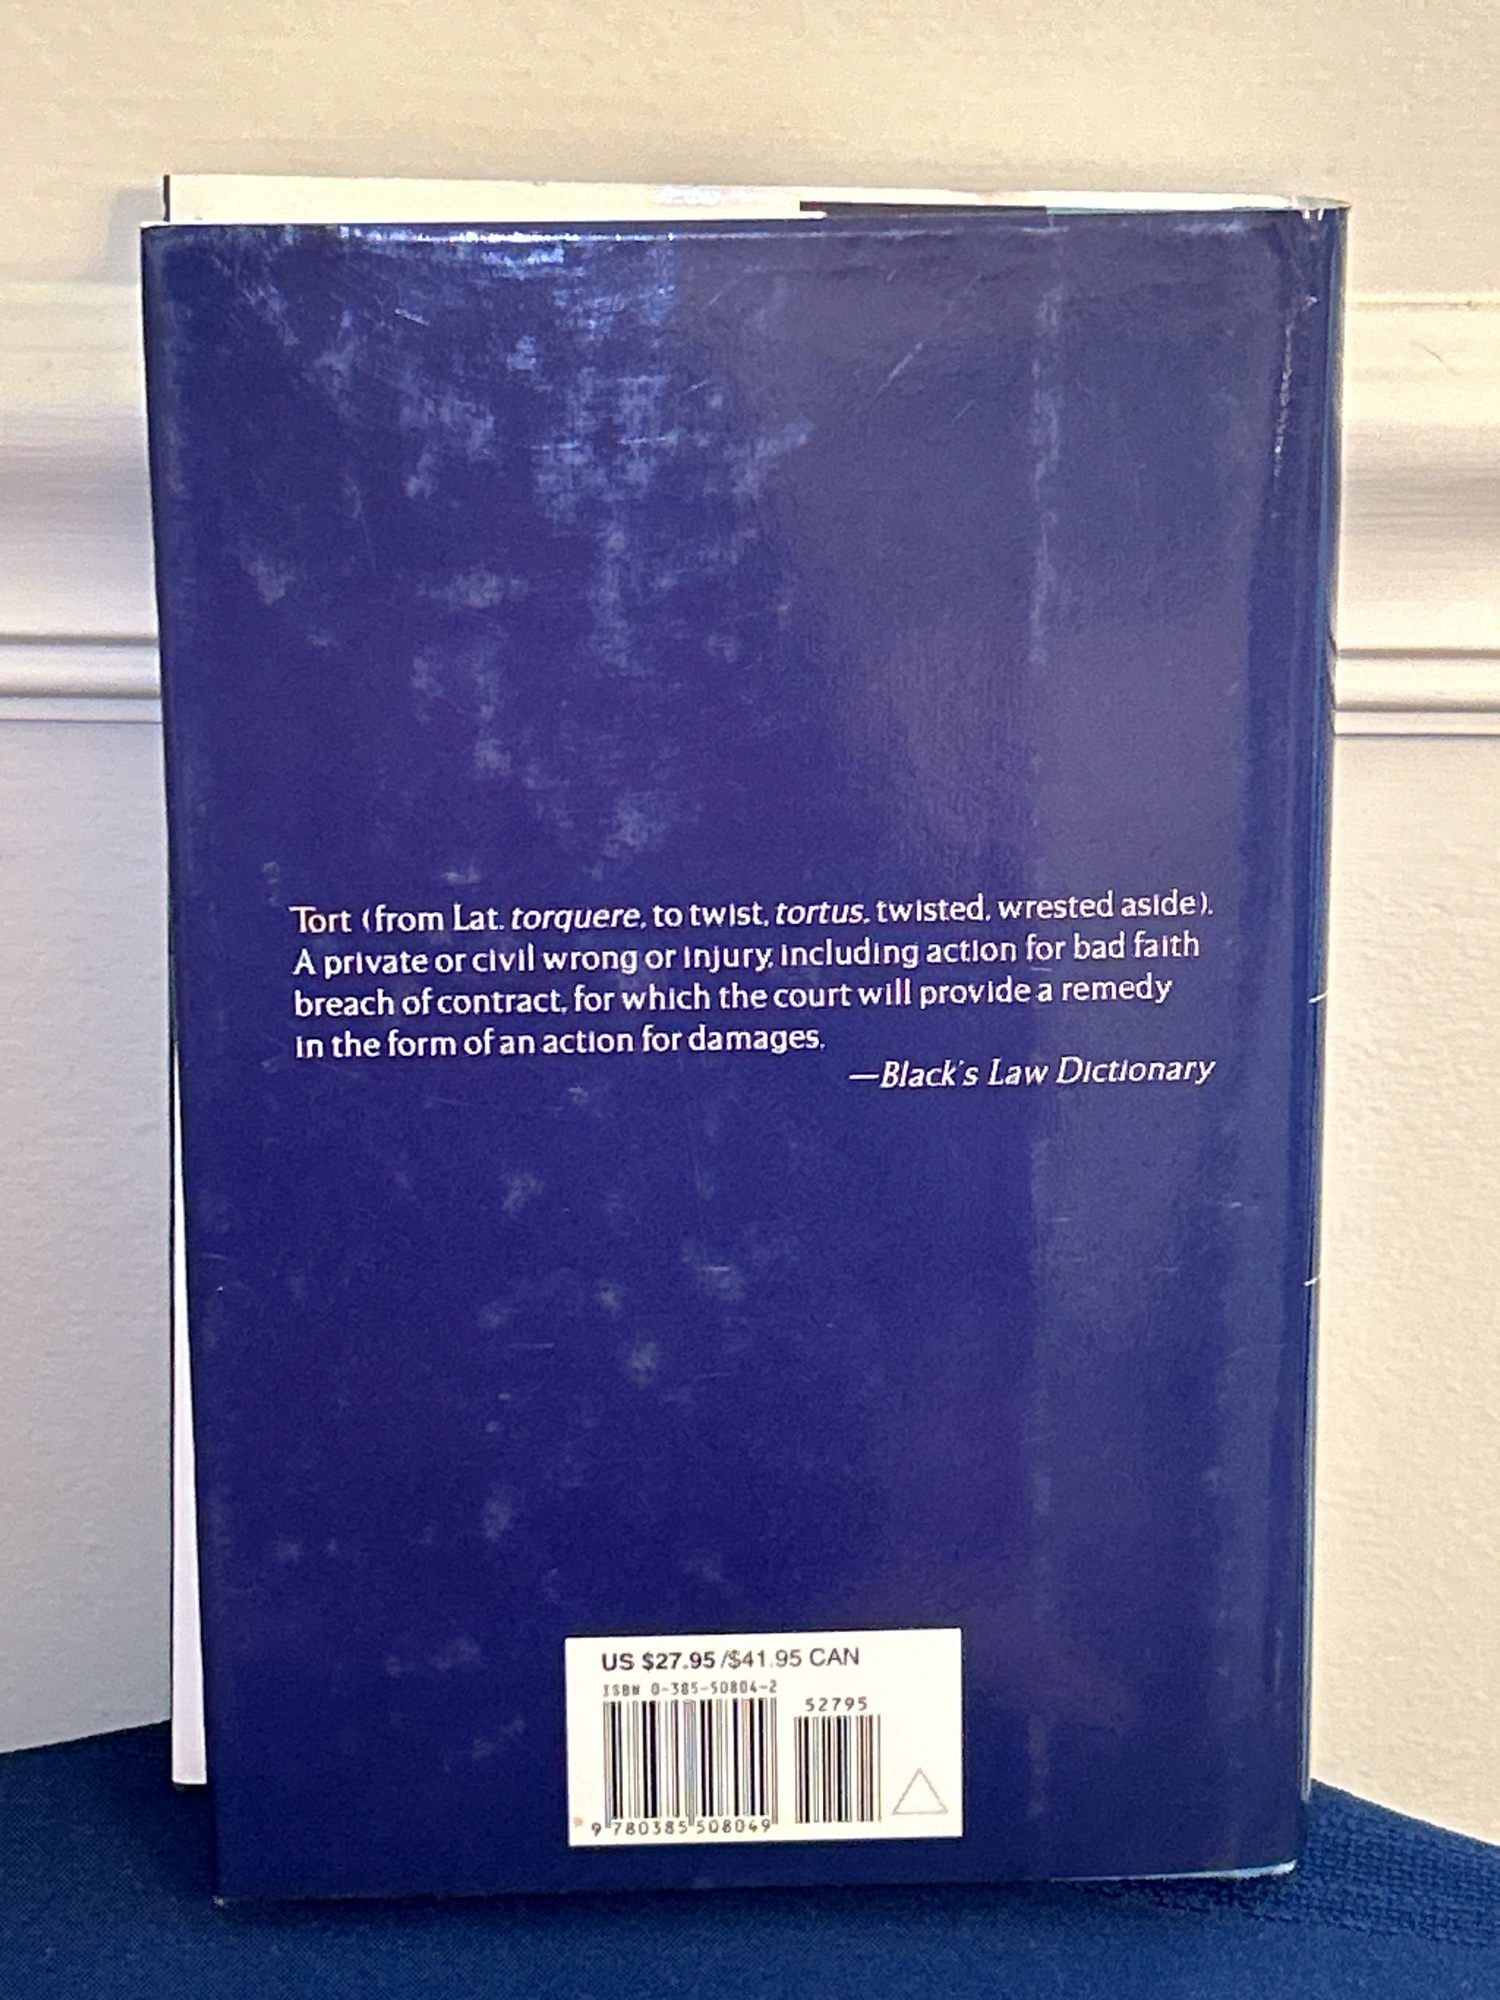 Tort (from Lat. torquere, to twist, tortus, twisted, wrested aside).
A private or civil wrong or injury, including action for bad faith
breach of contract, for which the court will provide a remedy
in the form of an action for damages.
—Black's Law Dictionary
US $27.95/$41.95 CAN
ISBN 0-385-50804-2
52795
9 780385 508049